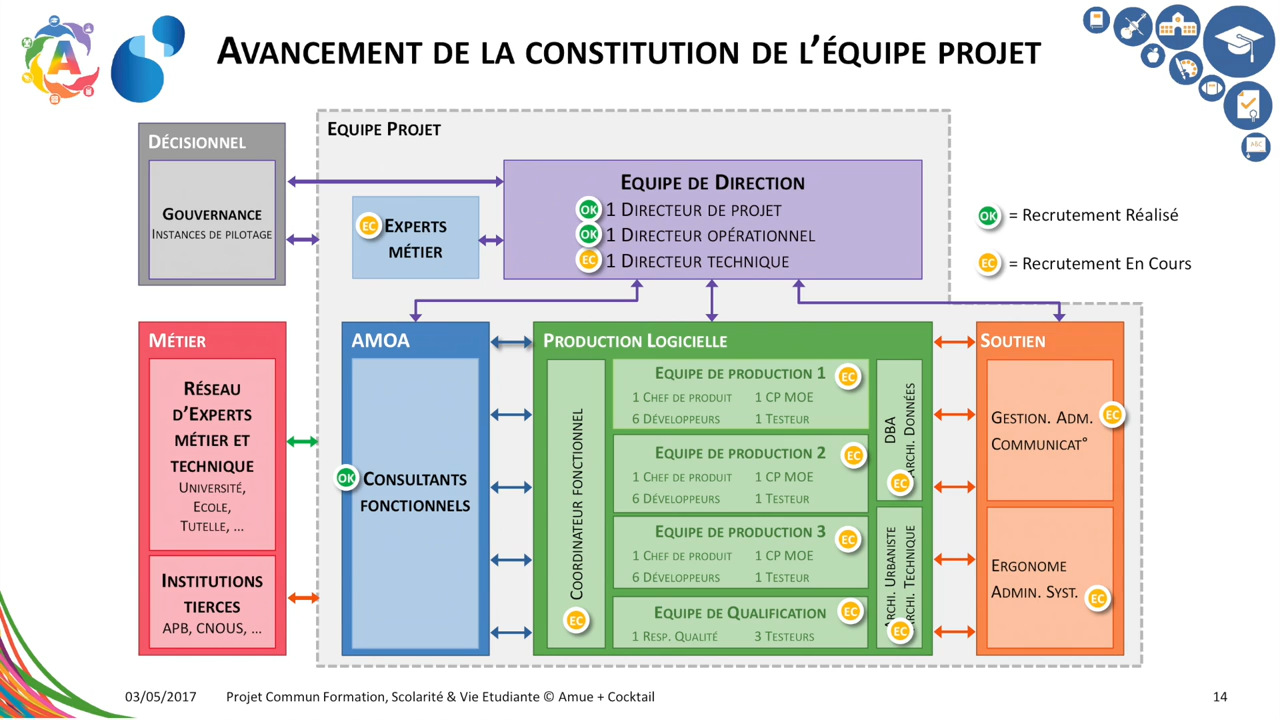 AVANCEMENT DE LA CONSTITUTION DE L'ÉQUIPE PROJET
A
ABC
EQUIPE PROJET
DÉCISIONNEL
GOUVERNANCE
INSTANCES DE PILOTAGE
EC EXPERTS
MÉTIER
EQUIPE DE DIRECTION
OK 1 DIRECTEUR DE PROJET
OK 1 DIRECTEUR OPÉRATIONNEL
EC 1 DIRECTEUR TECHNIQUE
OK = Recrutement Réalisé
EC = Recrutement En Cours
MÉTIER
RÉSEAU
D'EXPERTS
MÉTIER ET
TECHNIQUE
UNIVERSITÉ,
ECOLE,
TUTELLE, ...
INSTITUTIONS
TIERCES
APB, CNOUS, ...
AMOA
OK CONSULTANTS
FONCTIONNELS
PRODUCTION LOGICIELLE
COORDINATEUR FONCTIONNEL
EC
EQUIPE DE PRODUCTION 1 EC
1 CHEF DE PRODUIT 1 CP MOE
6 DÉVELOPPEURS 1 TESTEUR
EQUIPE DE PRODUCTION 2 EC
1 CHEF DE PRODUIT 1 CP MOE
6 DÉVELOPPEURS 1 TESTEUR
EQUIPE DE PRODUCTION 3 EC
1 CHEF DE PRODUIT 1 CP MOE
6 DÉVELOPPEURS 1 TESTEUR
EQUIPE DE QUALIFICATION EC
1 RESP. QUALITÉ 3 TESTEURS
DBA
ARCHI. DONNÉES
EC
ARCHI. URBANISTE
ARCHI. TECHNIQUE
EC
SOUTIEN
GESTION. ADM. EC
COMMUNICAT°
ERGONOME
ADMIN. SYST. EC
03/05/2017 Projet Commun Formation, Scolarité & Vie Etudiante © Amue + Cocktail 14